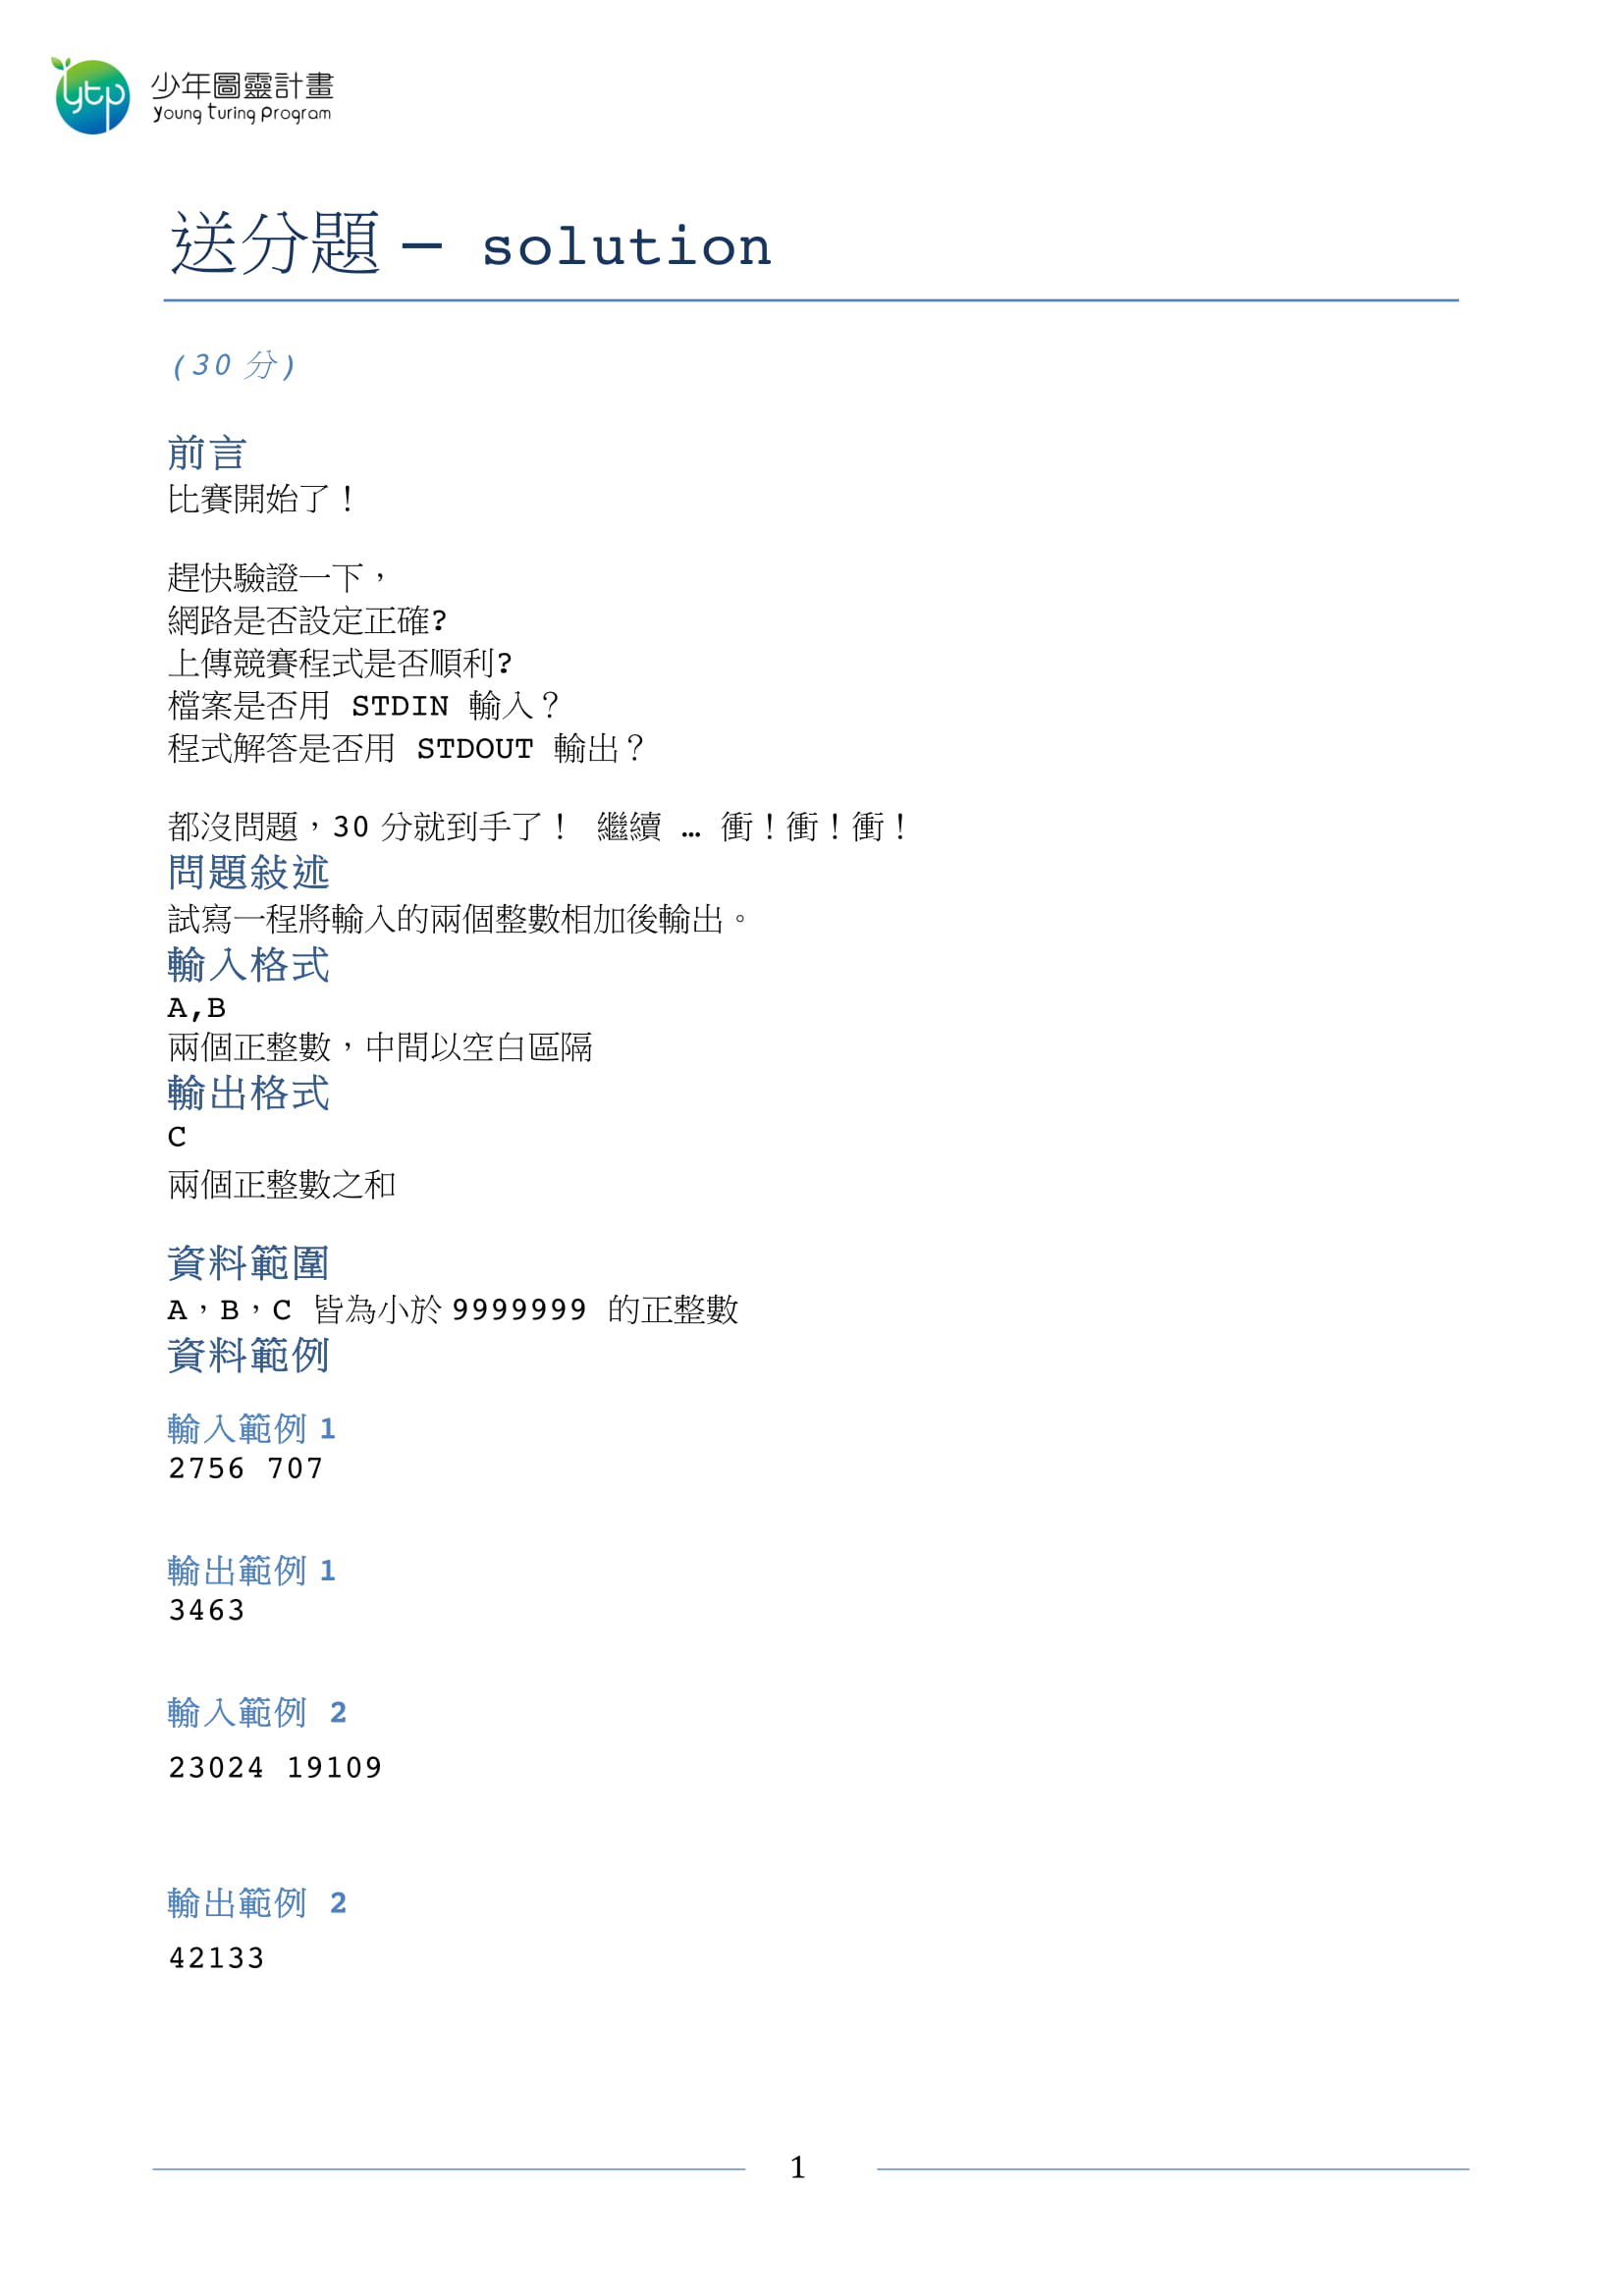 ytp 少年圖靈計畫
Young Turing Program
送分題 — solution
(30 分)
前言
比賽開始了！
趕快驗證一下，
網路是否設定正確?
上傳競賽程式是否順利?
檔案是否用 STDIN 輸入？
程式解答是否用 STDOUT 輸出？
都沒問題，30 分就到手了！ 繼續 … 衝！衝！衝！
問題敍述
試寫一程將輸入的兩個整數相加後輸出。
輸入格式
A,B
兩個正整數，中間以空白區隔
輸出格式
C
兩個正整數之和
資料範圍
A，B，C 皆為小於 9999999 的正整數
資料範例
輸入範例 1
2756 707
輸出範例 1
3463
輸入範例 2
23024 19109
輸出範例 2
42133
1